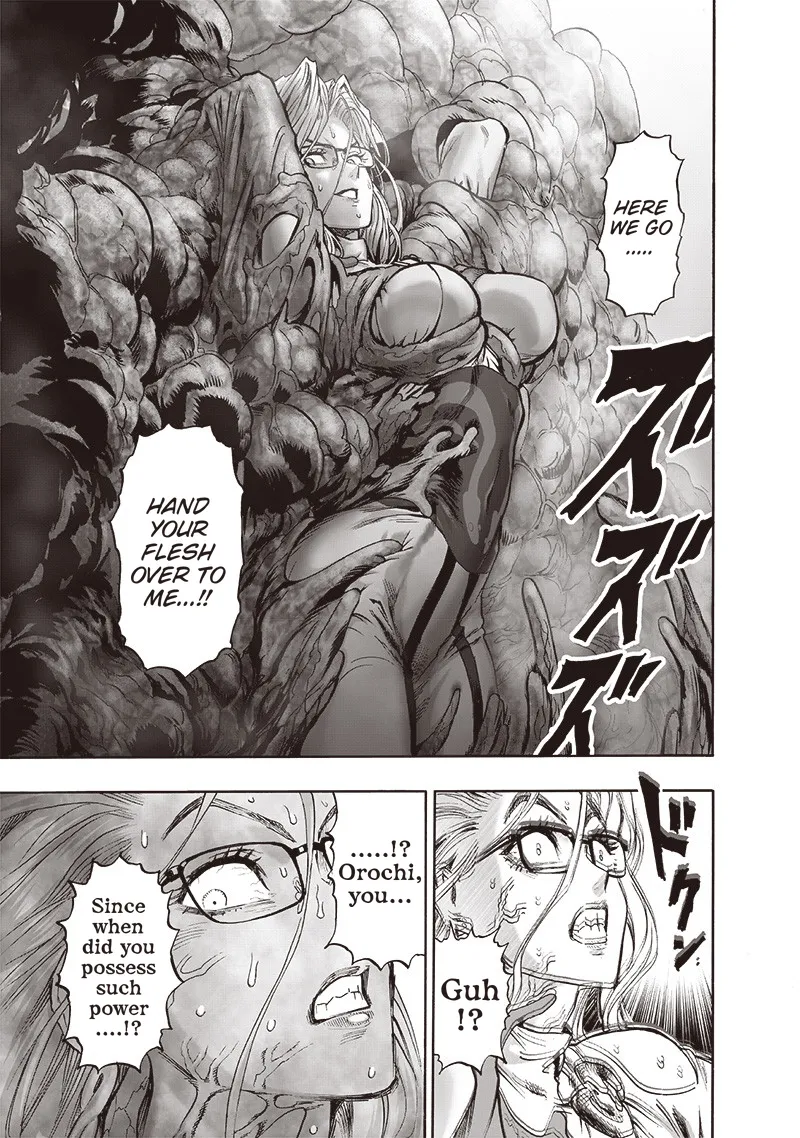 HERE
WE GO
.....
ズズズ
HAND
YOUR
FLESH
OVER TO
ME...!!
ドクン
Guh
!?
.....!?
Orochi,
you...
Since
when
did you
possess
such
power
....!?